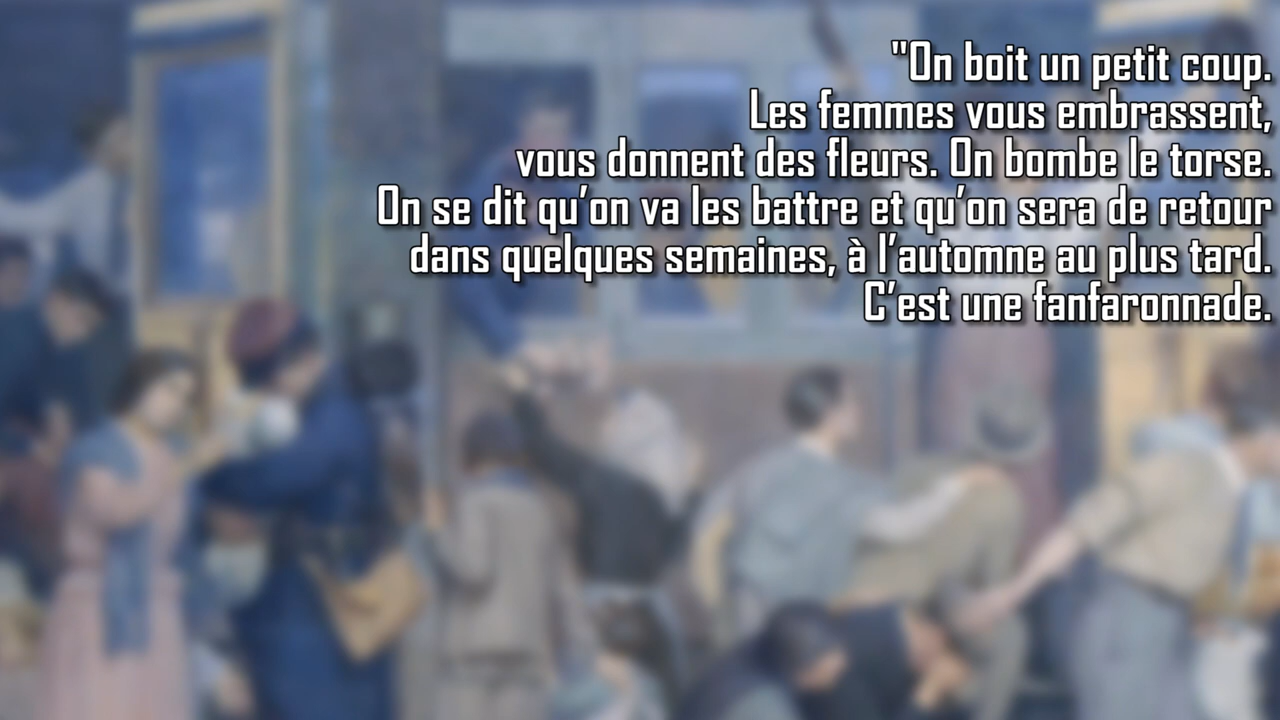 "On boit un petit coup.
Les femmes vous embrassent,
vous donnent des fleurs. On bombe le torse.
On se dit qu’on va les battre et qu’on sera de retour
dans quelques semaines, à l’automne au plus tard.
C’est une fanfaronnade.